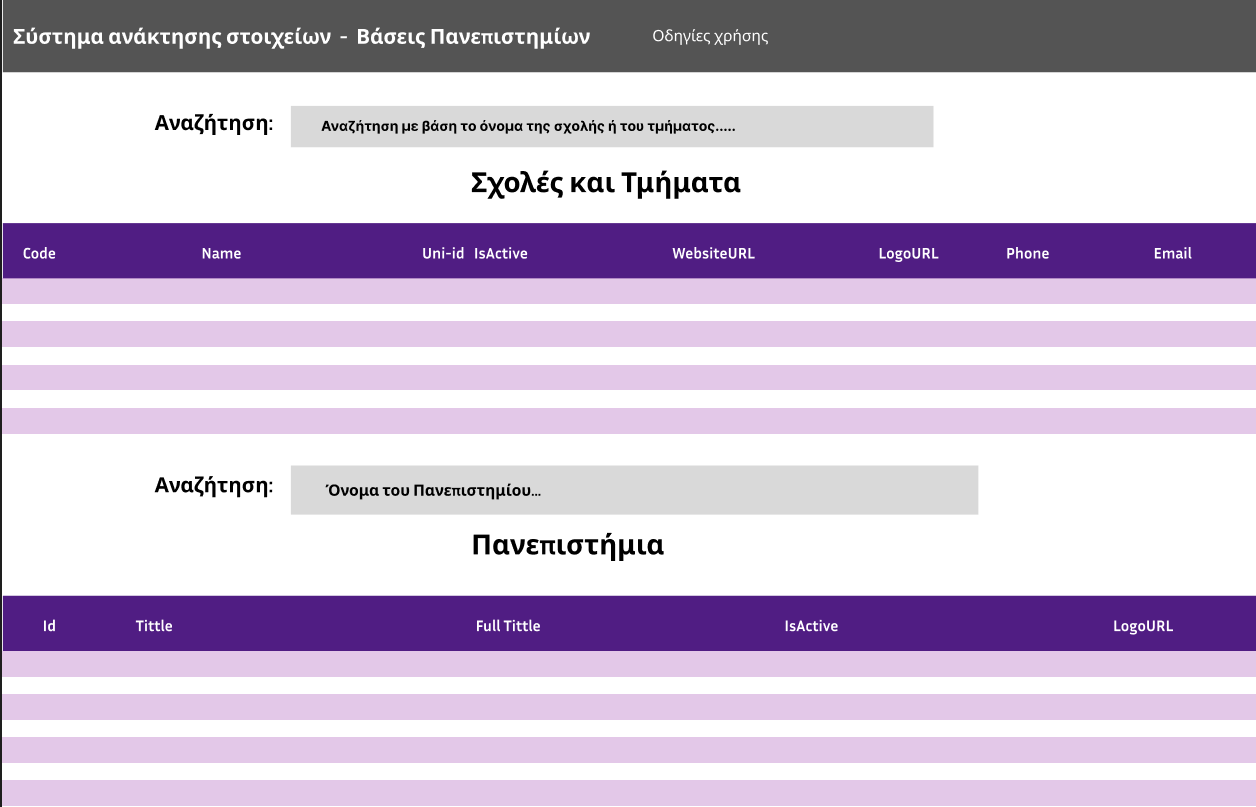 Σύστημα ανάκτησης στοιχείων - Βάσεις Πανεπιστημίων Οδηγίες χρήσης
Αναζήτηση: Αναζήτηση με βάση το όνομα της σχολής ή του τμήματος.....
Σχολές και Τμήματα
Code Name Uni-id IsActive WebsiteURL LogoURL Phone Email
Αναζήτηση: Όνομα του Πανεπιστημίου...
Πανεπιστήμια
Id Tittle Full Tittle IsActive LogoURL